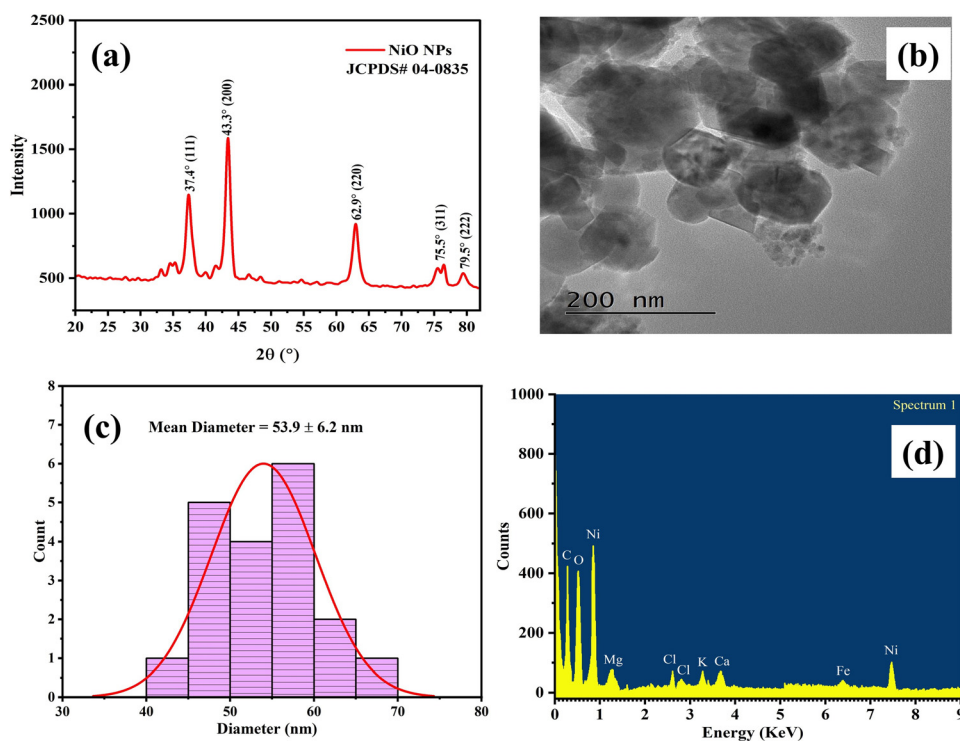 (a)
NiO NPs
JCPDS# 04-0835
2500
2000
1500
1000
500
0
Intensity
37.4° (111)
43.3° (200)
62.9° (220)
75.5° (311)
79.5° (222)
20 25 30 35 40 45 50 55 60 65 70 75 80
2θ (°)
(b)
200 nm
(c)
Mean Diameter = 53.9 ± 6.2 nm
8
7
6
5
4
3
2
1
0
Count
30 40 50 60 70 80
Diameter (nm)
Spectrum 1
(d)
1000
800
600
400
200
0
Counts
C
O
Ni
Mg
Cl
Cl
K
Ca
Fe
Ni
0 1 2 3 4 5 6 7 8 9
Energy (KeV)